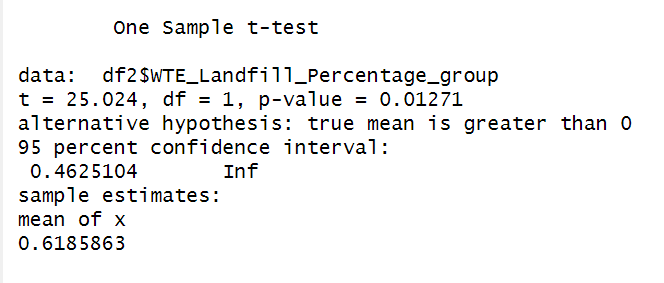 One Sample t-test
data: df2$WTE_Landfill_Percentage_group
t = 25.024, df = 1, p-value = 0.01271
alternative hypothesis: true mean is greater than 0
95 percent confidence interval:
0.4625104 Inf
sample estimates:
mean of x
0.6185863